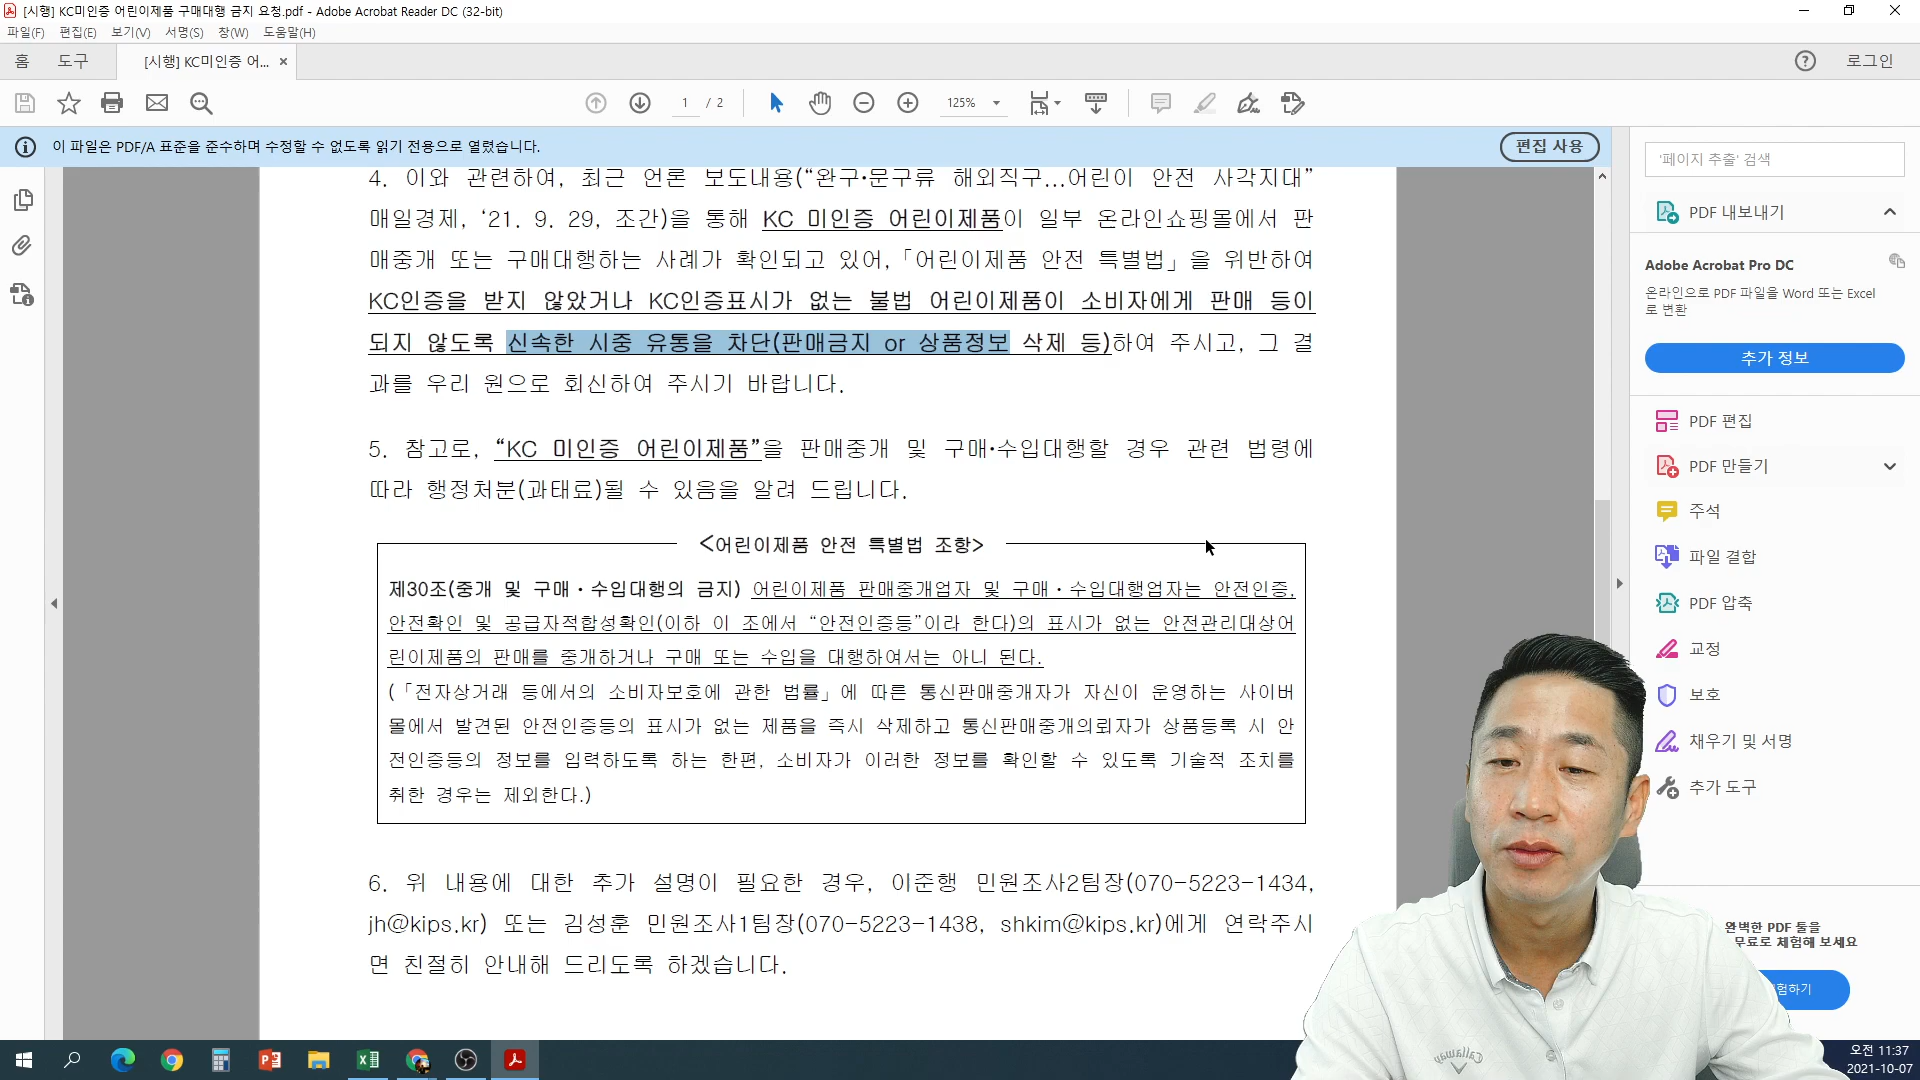 [시행] KC미인증 어린이제품 구매대행 금지 요청.pdf - Adobe Acrobat Reader DC (32-bit)
파일(F) 편집(E) 보기(V) 서명(S) 창(W) 도움말(H)
홈 도구 [시행] KC미인증 어... × 로그인
1 / 2 125%
이 파일은 PDF/A 표준을 준수하며 수정할 수 없도록 읽기 전용으로 열렸습니다. 편집 사용
4. 이와 관련하여, 최근 언론 보도내용(“완구·문구류 해외직구...어린이 안전 사각지대”
매일경제, ‘21. 9. 29, 조간)을 통해 KC 미인증 어린이제품이 일부 온라인쇼핑몰에서 판
매중개 또는 구매대행하는 사례가 확인되고 있어,「어린이제품 안전 특별법」을 위반하여
KC인증을 받지 않았거나 KC인증표시가 없는 불법 어린이제품이 소비자에게 판매 등이
되지 않도록 신속한 시중 유통을 차단(판매금지 or 상품정보 삭제 등)하여 주시고, 그 결
과를 우리 원으로 회신하여 주시기 바랍니다.
5. 참고로, “KC 미인증 어린이제품”을 판매중개 및 구매·수입대행할 경우 관련 법령에
따라 행정처분(과태료)될 수 있음을 알려 드립니다.
<어린이제품 안전 특별법 조항>
제30조(중개 및 구매·수입대행의 금지) 어린이제품 판매중개업자 및 구매·수입대행업자는 안전인증,
안전확인 및 공급자적합성확인(이하 이 조에서 “안전인증등”이라 한다)의 표시가 없는 안전관리대상어
린이제품의 판매를 중개하거나 구매 또는 수입을 대행하여서는 아니 된다.
(「전자상거래 등에서의 소비자보호에 관한 법률」에 따른 통신판매중개자가 자신이 운영하는 사이버
몰에서 발견된 안전인증등의 표시가 없는 제품을 즉시 삭제하고 통신판매중개의뢰자가 상품등록 시 안
전인증등의 정보를 입력하도록 하는 한편, 소비자가 이러한 정보를 확인할 수 있도록 기술적 조치를
취한 경우는 제외한다.)
6. 위 내용에 대한 추가 설명이 필요한 경우, 이준행 민원조사2팀장(070-5223-1434,
jh@kips.kr) 또는 김성훈 민원조사1팀장(070-5223-1438, shkim@kips.kr)에게 연락주시
면 친절히 안내해 드리도록 하겠습니다.
'페이지 추출' 검색
PDF 내보내기
Adobe Acrobat Pro DC
온라인으로 PDF 파일을 Word 또는 Excel
로 변환
추가 정보
PDF 편집
PDF 만들기
주석
파일 결합
PDF 압축
교정
보호
채우기 및 서명
추가 도구
완벽한 PDF 툴을
무료로 체험해 보세요
험하기
Callaway
오전 11:37
2021-10-07